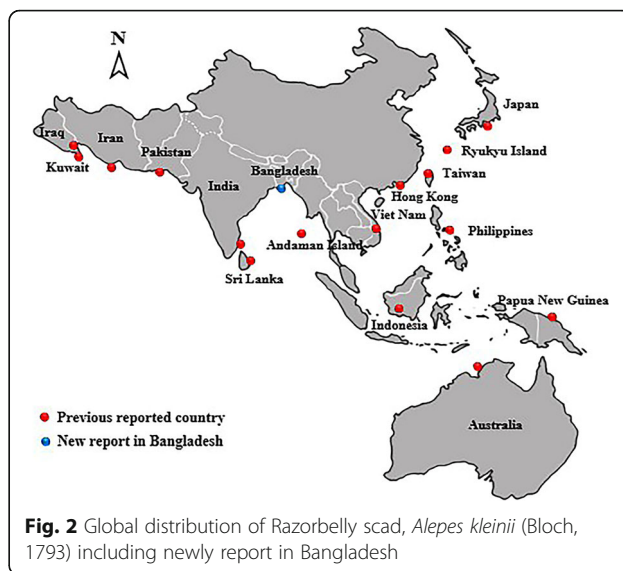 N
Japan
Iraq
Iran
Ryukyu Island
Kuwait
Pakistan
Bangladesh
Taiwan
India
Hong Kong
Viet Nam
Philippines
Andaman Island
Sri Lanka
Papua New Guinea
Indonesia
Previous reported country
Australia
New report in Bangladesh
Fig. 2 Global distribution of Razorbelly scad, Alepes kleinii (Bloch,
1793) including newly report in Bangladesh